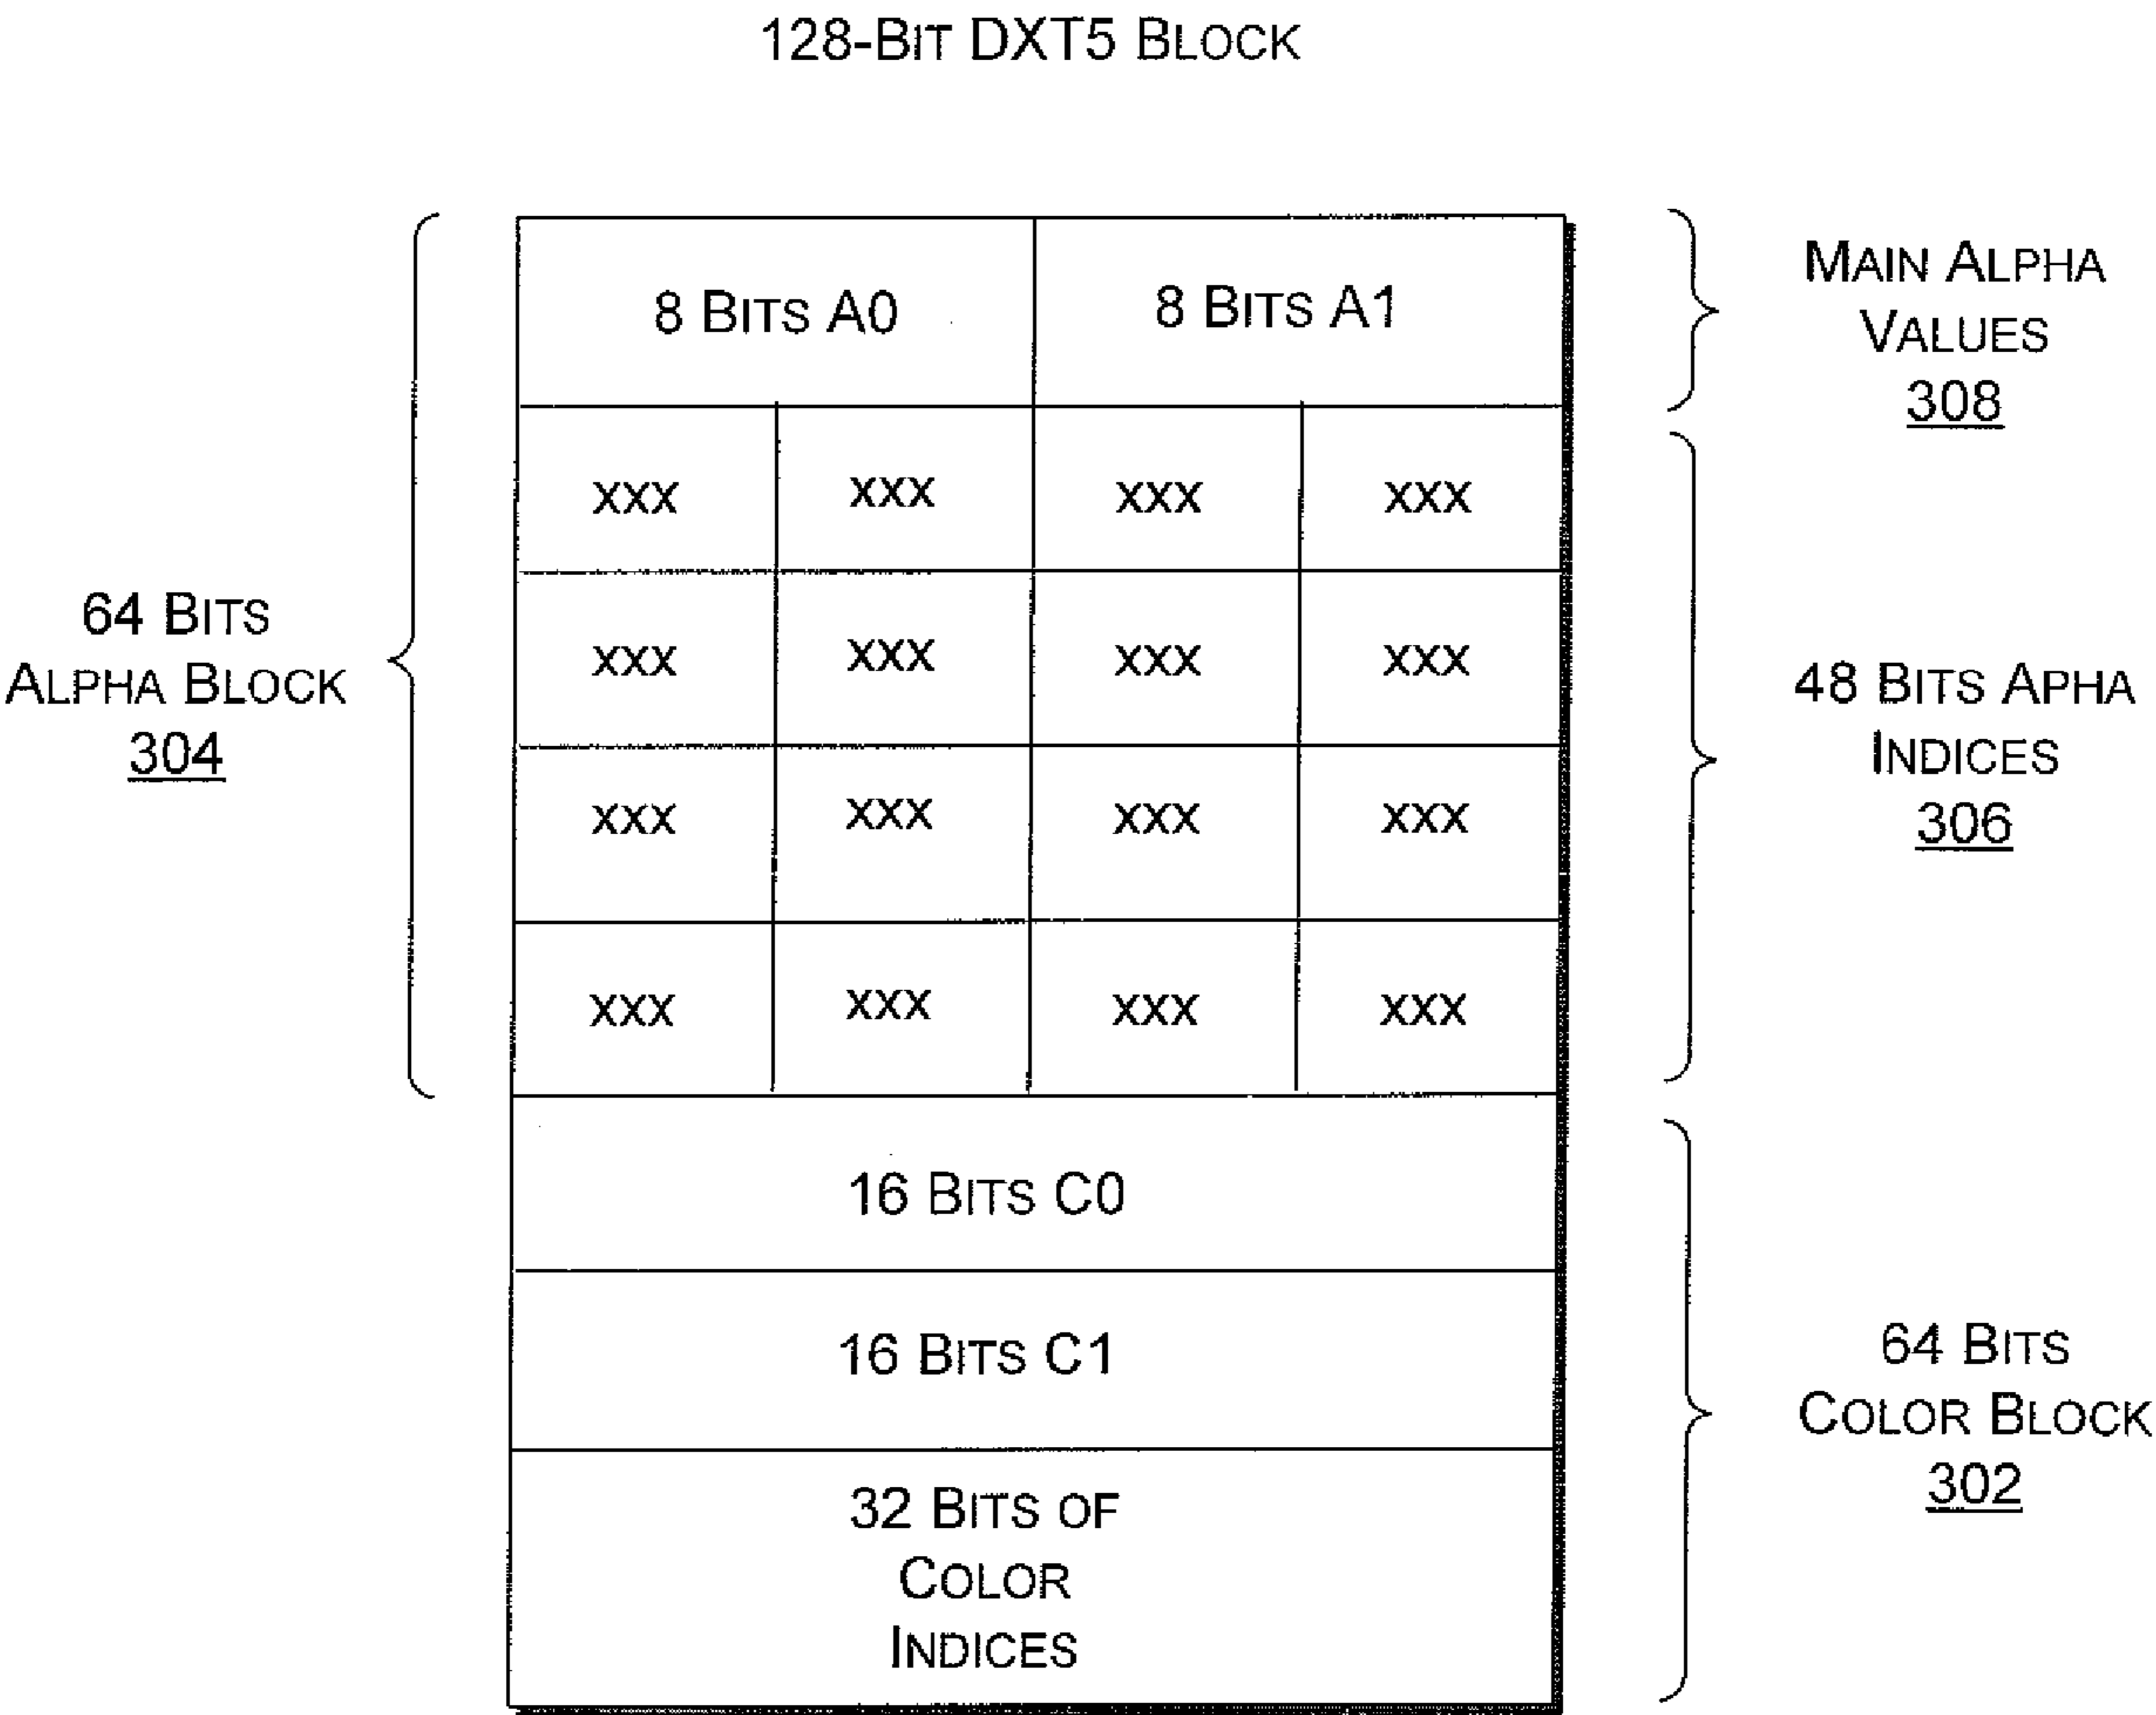 128-BIT DXT5 BLOCK
8 BITS A0 8 BITS A1
MAIN ALPHA
VALUES
308
xxx xxx xxx xxx
xxx xxx xxx xxx
xxx xxx xxx xxx
xxx xxx xxx xxx
64 BITS
ALPHA BLOCK
304
48 BITS APHA
INDICES
306
16 BITS C0
16 BITS C1
32 BITS OF
COLOR
INDICES
64 BITS
COLOR BLOCK
302